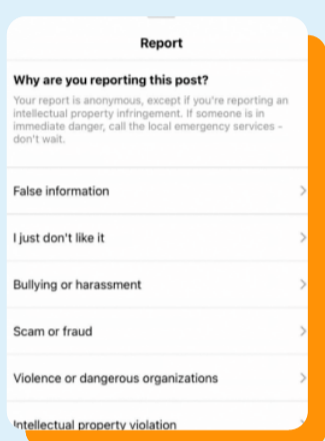 Report
Why are you reporting this post?
Your report is anonymous, except if you're reporting an
intellectual property infringement. If someone is in
immediate danger, call the local emergency services -
don't wait.
False information
I just don't like it
Bullying or harassment
Scam or fraud
Violence or dangerous organizations
Intellectual property violation